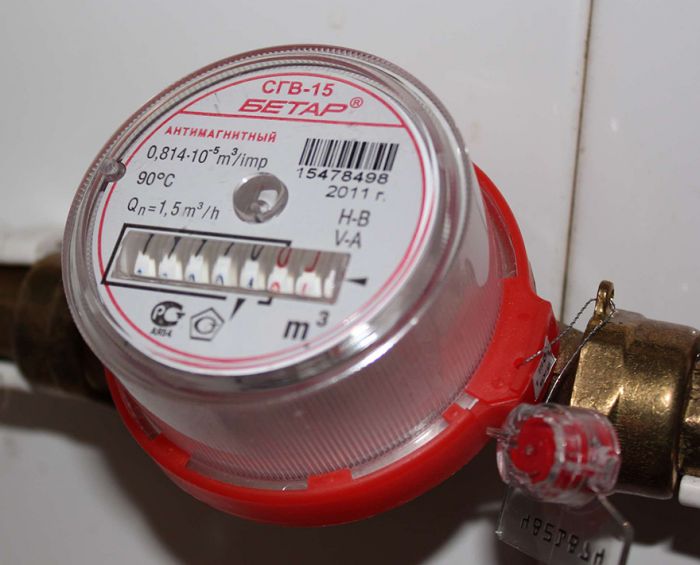 СГВ-15
БЕТАР®
АНТИМАГНИТНЫЙ
0,814·10⁻⁵m³/imp
15478498
90°C
2011 г.
Qn=1,5m³/h
H-B
V-A
m³